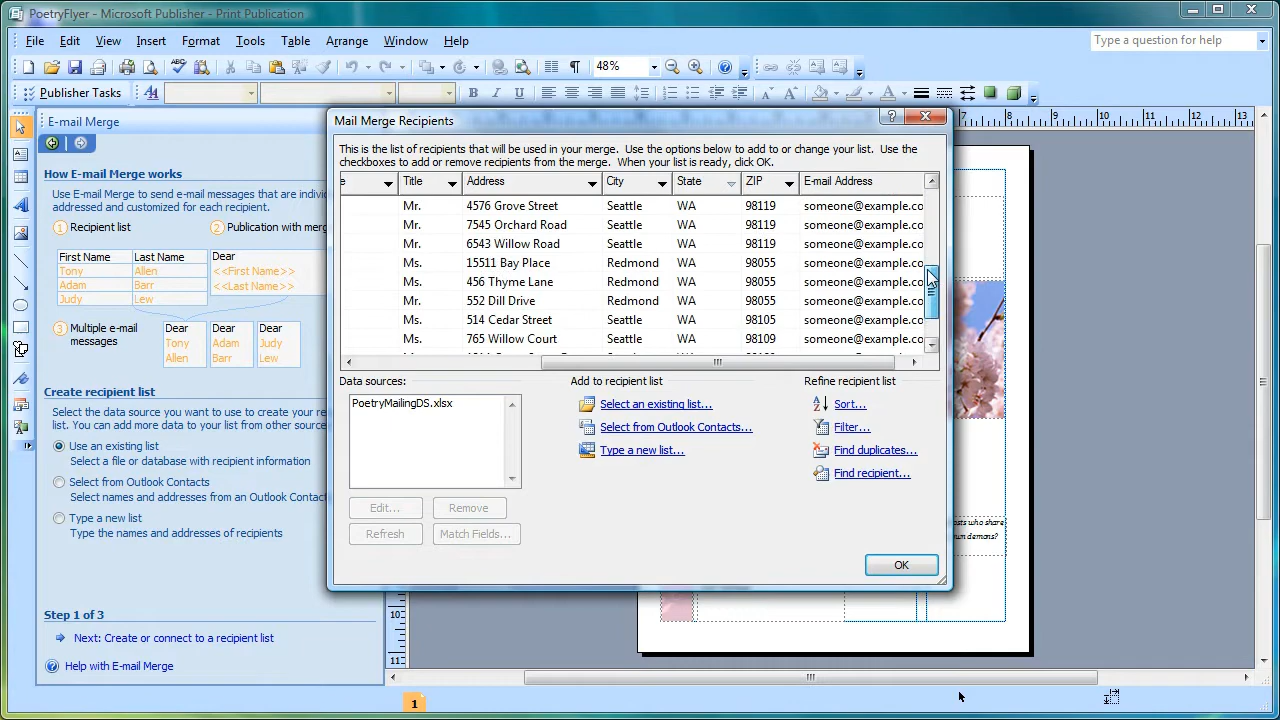 PoetryFlyer - Microsoft Publisher - Print Publication
File Edit View Insert Format Tools Table Arrange Window Help
Type a question for help
48%
Publisher Tasks
E-mail Merge
How E-mail Merge works
Use E-mail Merge to send e-mail messages that are indivi
addressed and customized for each recipient.
1 Recipient list
2 Publication with merg
First Name Last Name
Tony Allen
Adam Barr
Judy Lew
Dear
<<First Name>>
<<Last Name>>
3 Multiple e-mail
messages
Dear
Tony
Allen
Dear
Adam
Barr
Dear
Judy
Lew
Create recipient list
Select the data source you want to use to create your re
list. You can add more data to your list from other source
Use an existing list
Select a file or database with recipient information
Select from Outlook Contacts
Select names and addresses from an Outlook Contac
Type a new list
Type the names and addresses of recipients
Step 1 of 3
Next: Create or connect to a recipient list
Help with E-mail Merge
Mail Merge Recipients
This is the list of recipients that will be used in your merge. Use the options below to add to or change your list. Use the
checkboxes to add or remove recipients from the merge. When your list is ready, click OK.
e Title Address City State ZIP E-mail Address
Mr. 4576 Grove Street Seattle WA 98119 someone@example.co
Mr. 7545 Orchard Road Seattle WA 98119 someone@example.co
Mr. 6543 Willow Road Seattle WA 98119 someone@example.co
Ms. 15511 Bay Place Redmond WA 98055 someone@example.co
Ms. 456 Thyme Lane Redmond WA 98055 someone@example.co
Mr. 552 Dill Drive Redmond WA 98055 someone@example.co
Ms. 514 Cedar Street Seattle WA 98105 someone@example.co
Ms. 765 Willow Court Seattle WA 98109 someone@example.co
Data sources:
PoetryMailingDS.xlsx
Edit... Remove
Refresh Match Fields...
Add to recipient list
Select an existing list...
Select from Outlook Contacts...
Type a new list...
Refine recipient list
Sort...
Filter...
Find duplicates...
Find recipient...
OK
7 8 9 10 11 12 13
osts who share
own demons?
10
11
1